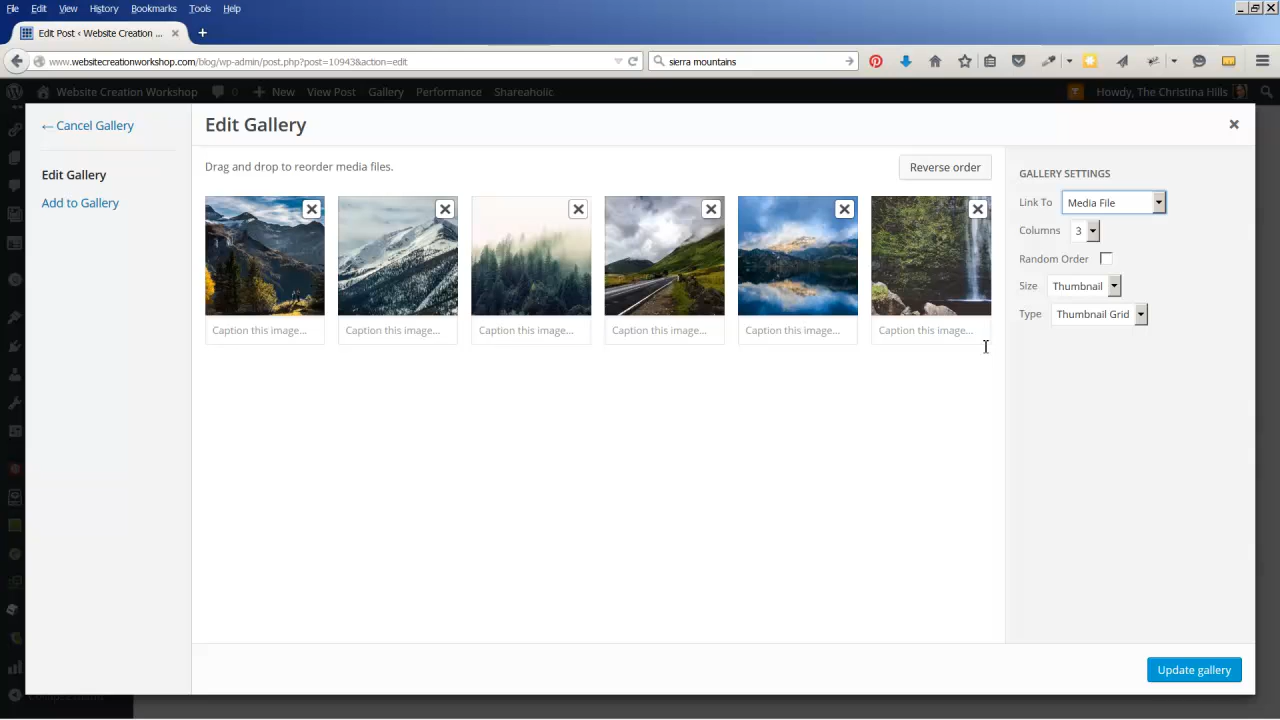 File Edit View History Bookmarks Tools Help
Edit Post ‹ Website Creation ...
www.websitecreationworkshop.com/blog/wp-admin/post.php?post=10943&action=edit
sierra mountains
Website Creation Workshop 0 New View Post Gallery Performance Shareaholic Howdy, The Christina Hills
← Cancel Gallery
Edit Gallery
Add to Gallery
Edit Gallery
Drag and drop to reorder media files.
Reverse order
Caption this image... Caption this image... Caption this image... Caption this image... Caption this image... Caption this image...
GALLERY SETTINGS
Link To Media File
Columns 3
Random Order
Size Thumbnail
Type Thumbnail Grid
Update gallery